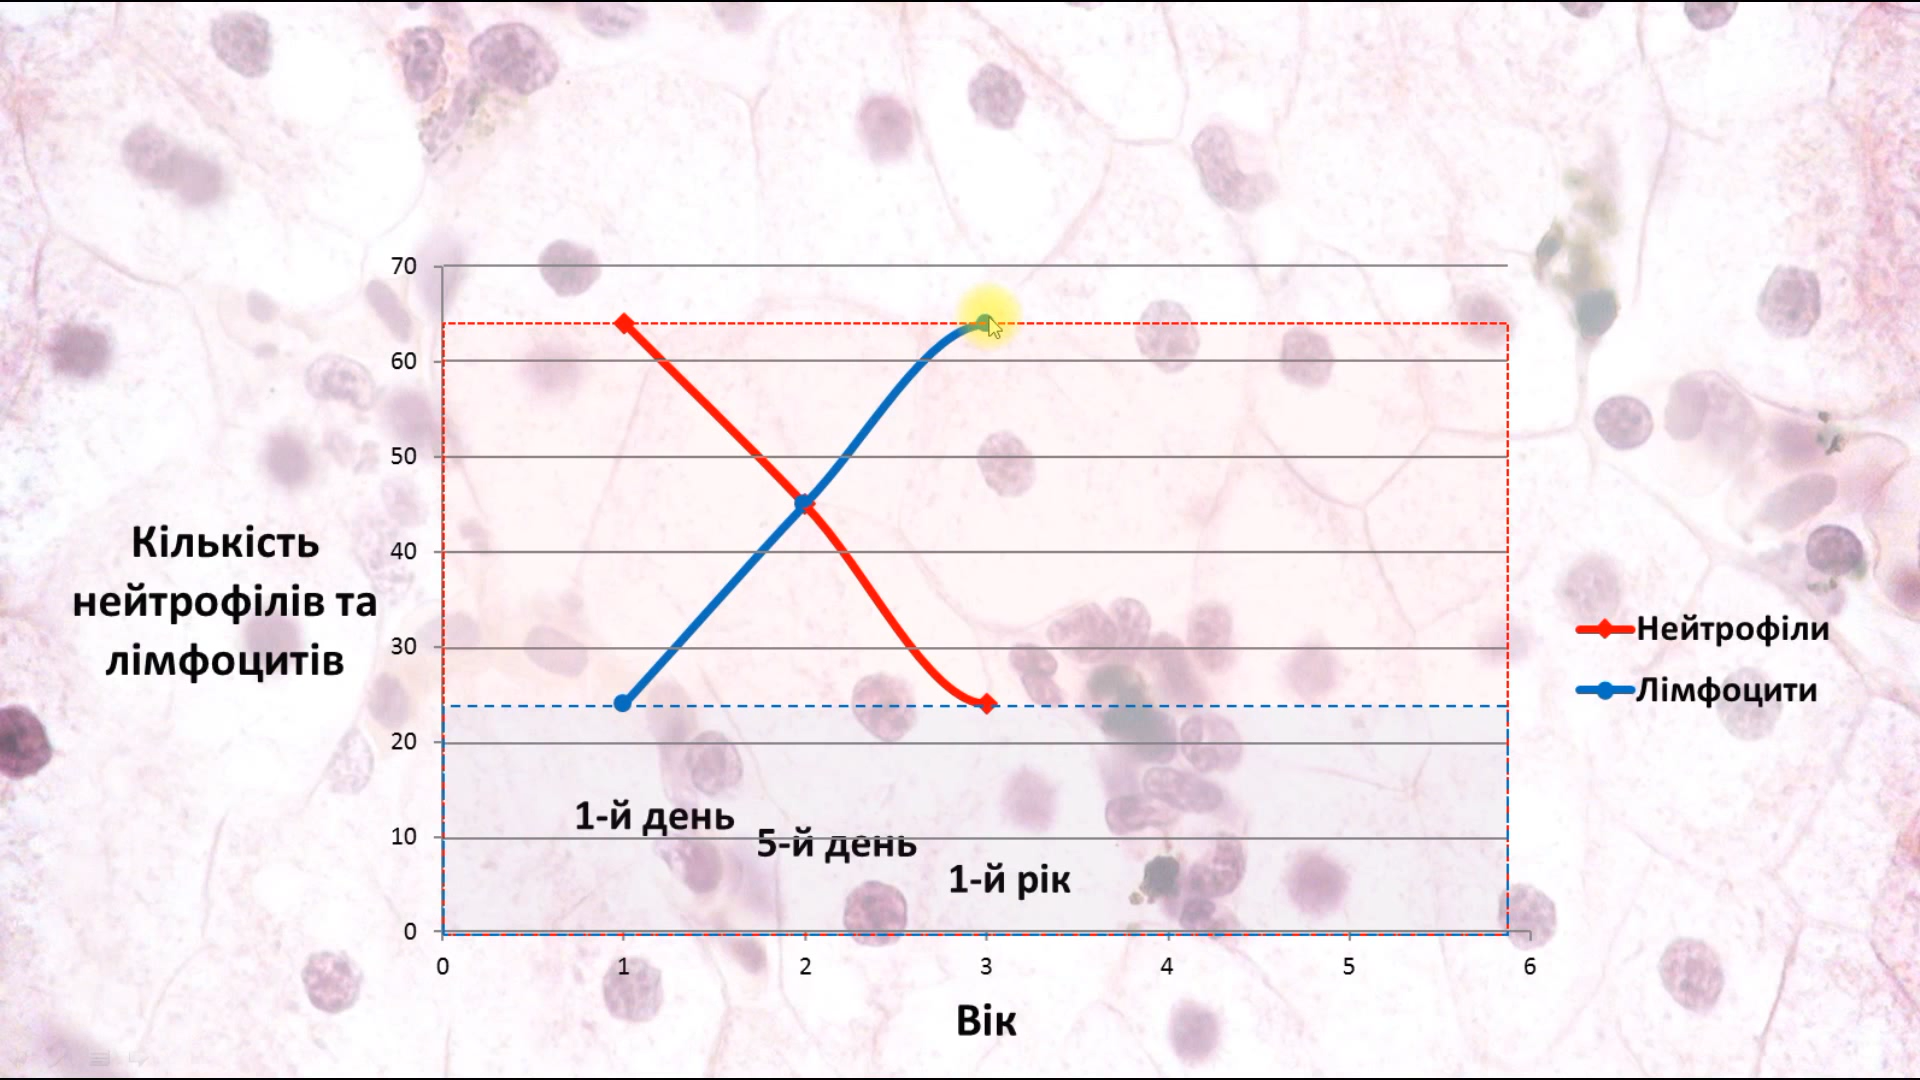 70
60
50
40
30
20
10
0
Кількість
нейтрофілів та
лімфоцитів
1-й день
5-й день
1-й рік
0 1 2 3 4 5 6
Вік
Нейтрофіли
Лімфоцити